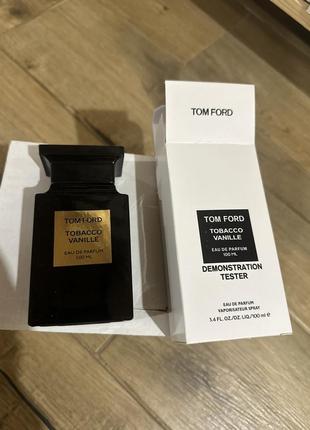 TOM FORD
TOBACCO
VANILLE
EAU DE PARFUM
100 ML
TOM FORD
TOM FORD
TOBACCO
VANILLE
EAU DE PARFUM
100 ML
DEMONSTRATION
TESTER
EAU DE PARFUM
VAPORISATEUR SPRAY
3.4 FL.OZ./OZ.LIQ./100 ml e